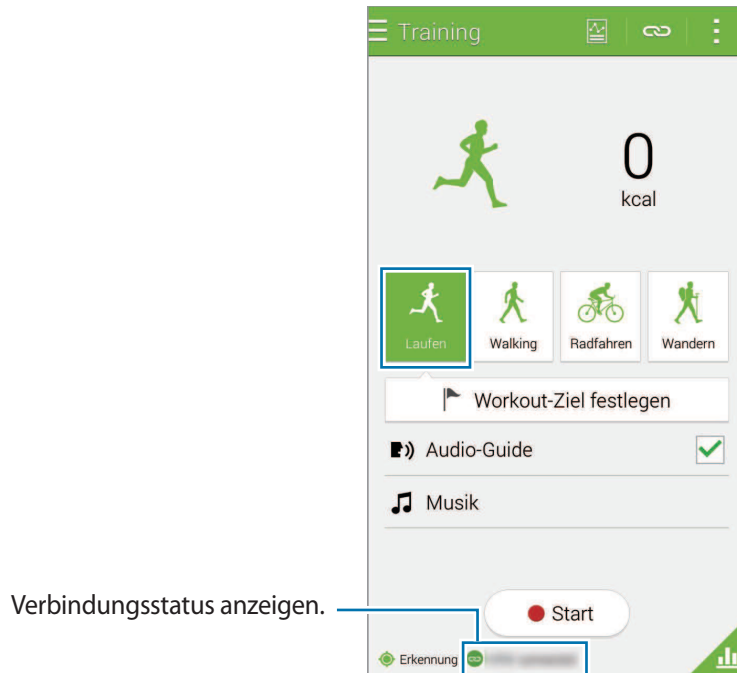 Training
0
kcal
Laufen
Walking
Radfahren
Wandern
Workout-Ziel festlegen
Audio-Guide
Musik
Verbindungsstatus anzeigen.
Start
Erkennung